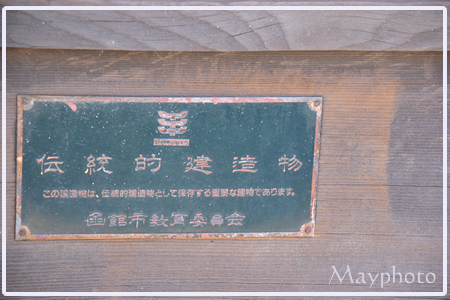 伝統的建造物
この建造物は、伝統的建造物として保存する重要な建物であります。
函館市教育委員会
Mayphoto